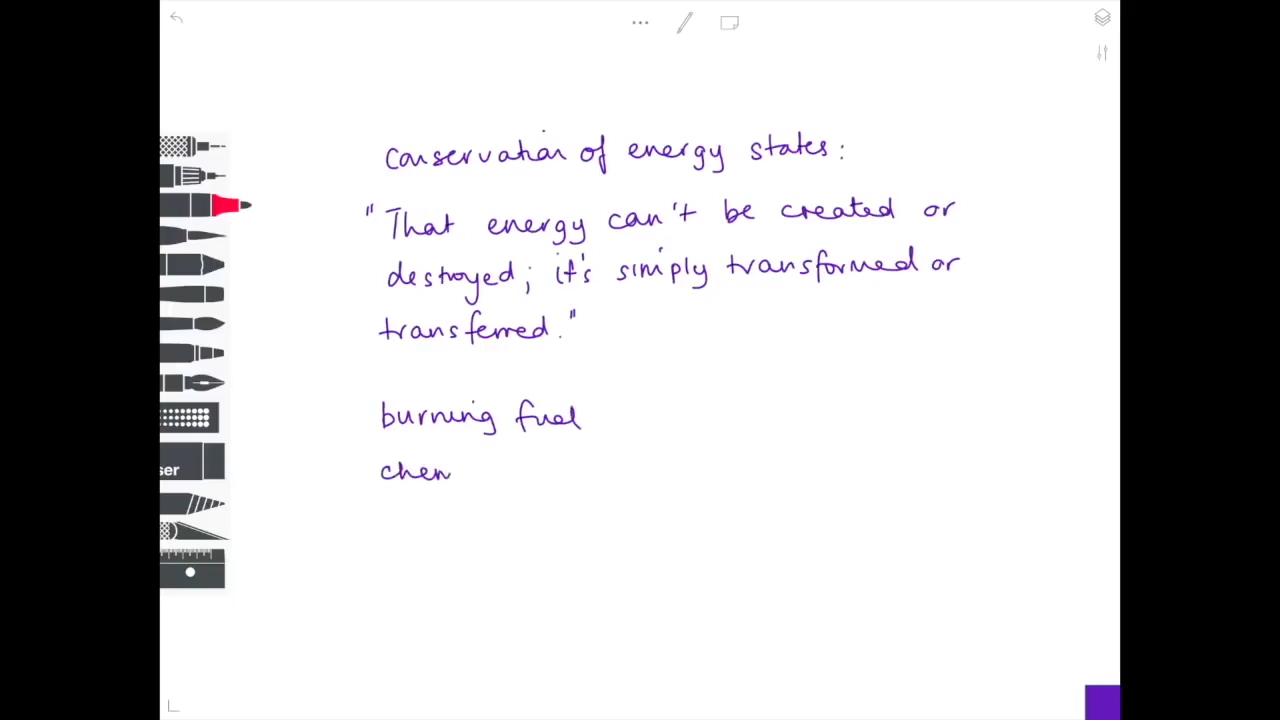 conservation of energy states:
"That energy can't be created or
destroyed; it's simply transformed or
transferred."
burning fuel
chem
ser